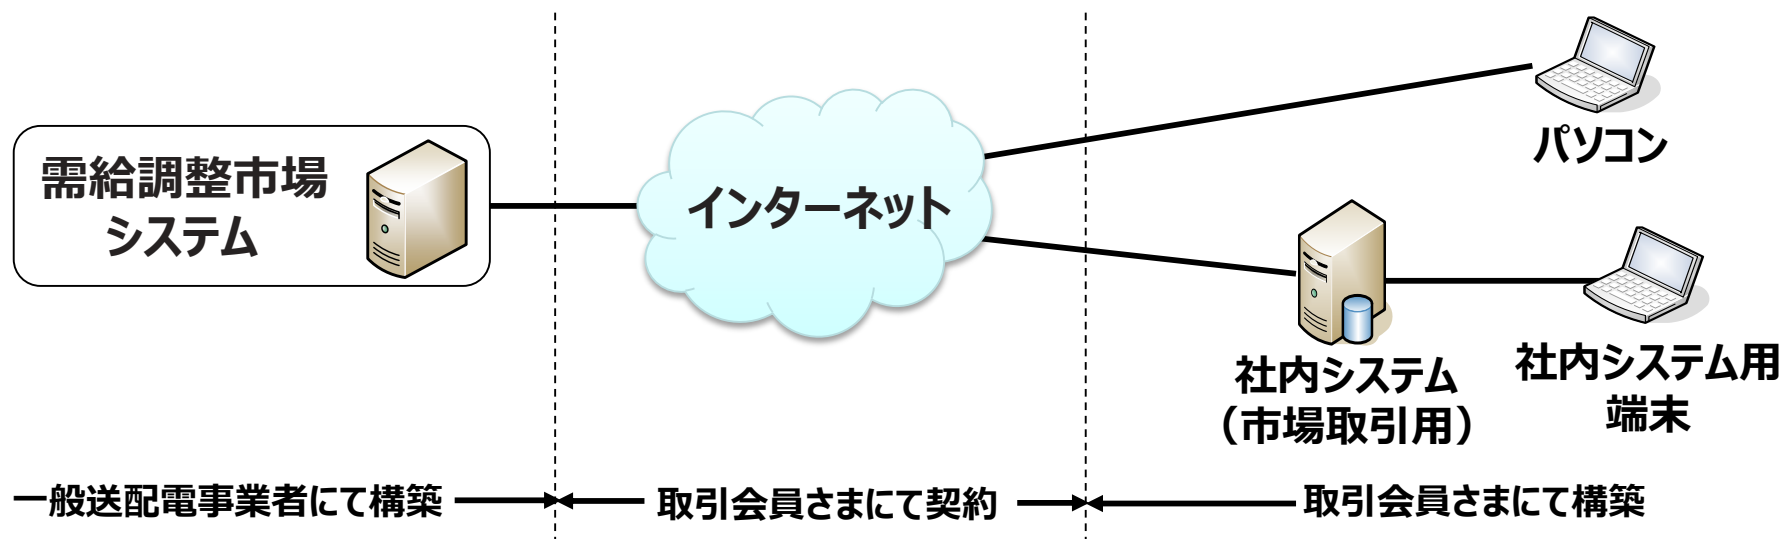 需給調整市場
システム
インターネット
パソコン
社内システム
（市場取引用）
社内システム用
端末
一般送配電事業者にて構築
取引会員さまにて契約
取引会員さまにて構築